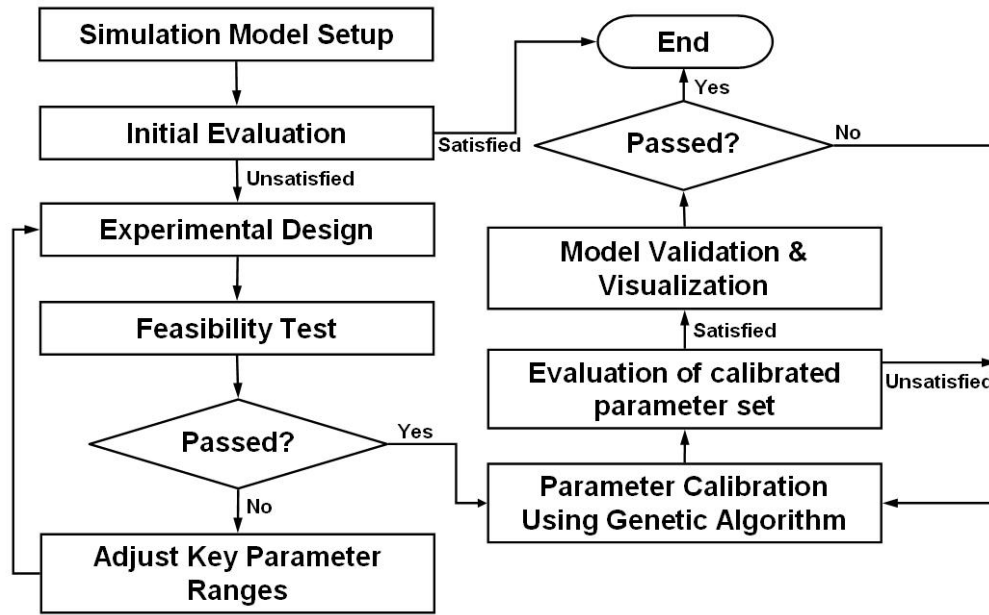 Simulation Model Setup
Initial Evaluation
Satisfied
Unsatisfied
Experimental Design
Feasibility Test
Passed?
Yes
No
Adjust Key Parameter
Ranges
End
Yes
Passed?
No
Model Validation &
Visualization
Satisfied
Evaluation of calibrated
parameter set
Unsatisfied
Parameter Calibration
Using Genetic Algorithm